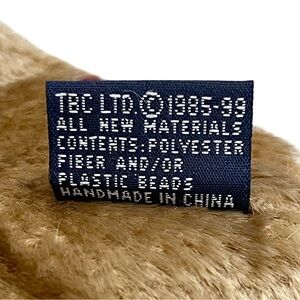 TBC LTD © 1985-99
ALL NEW MATERIALS
CONTENTS: POLYESTER
FIBER AND/OR
PLASTIC BEADS
HANDMADE IN CHINA